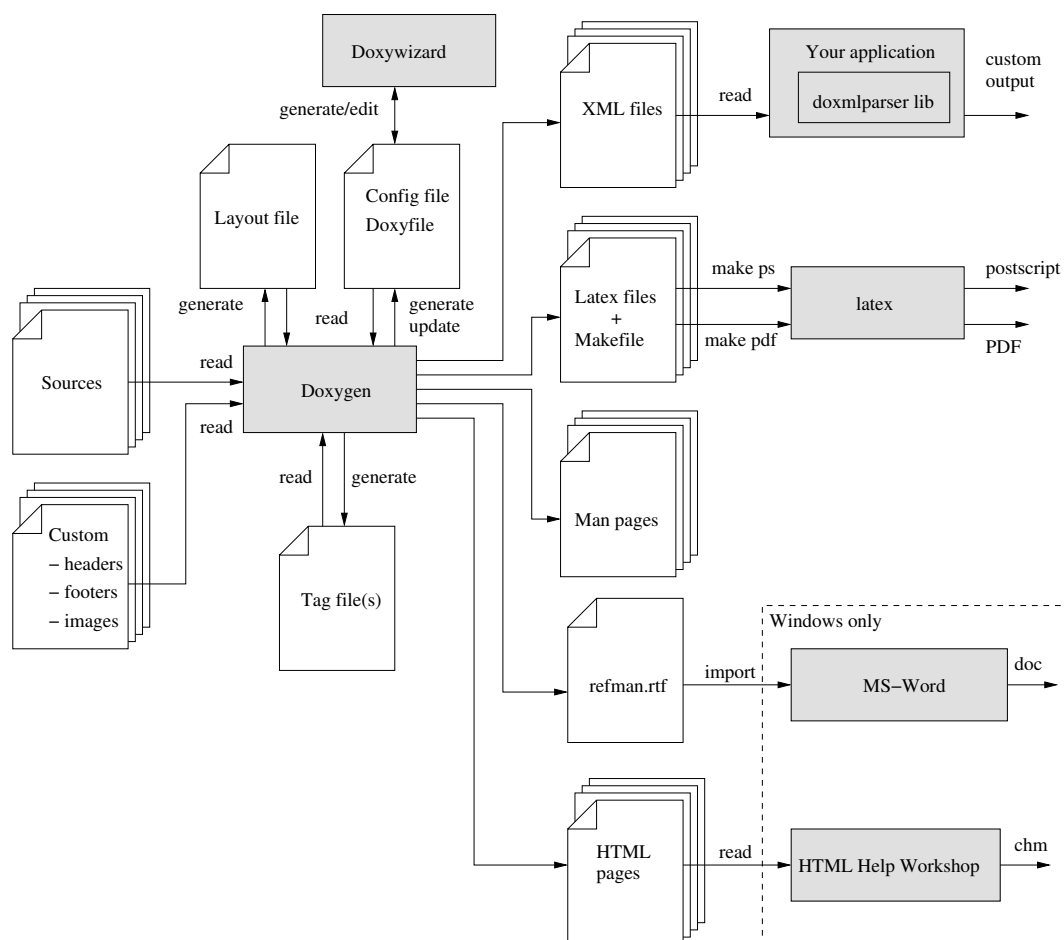 Doxywizard
generate/edit
Layout file
Config file
Doxyfile
generate
read
generate
update
Sources
read
read
Doxygen
read
generate
Custom
– headers
– footers
– images
Tag file(s)
XML files
read
Your application
doxmlparser lib
custom
output
Latex files
+
Makefile
make ps
make pdf
latex
postscript
PDF
Man pages
Windows only
refman.rtf
import
MS–Word
doc
HTML
pages
read
HTML Help Workshop
chm